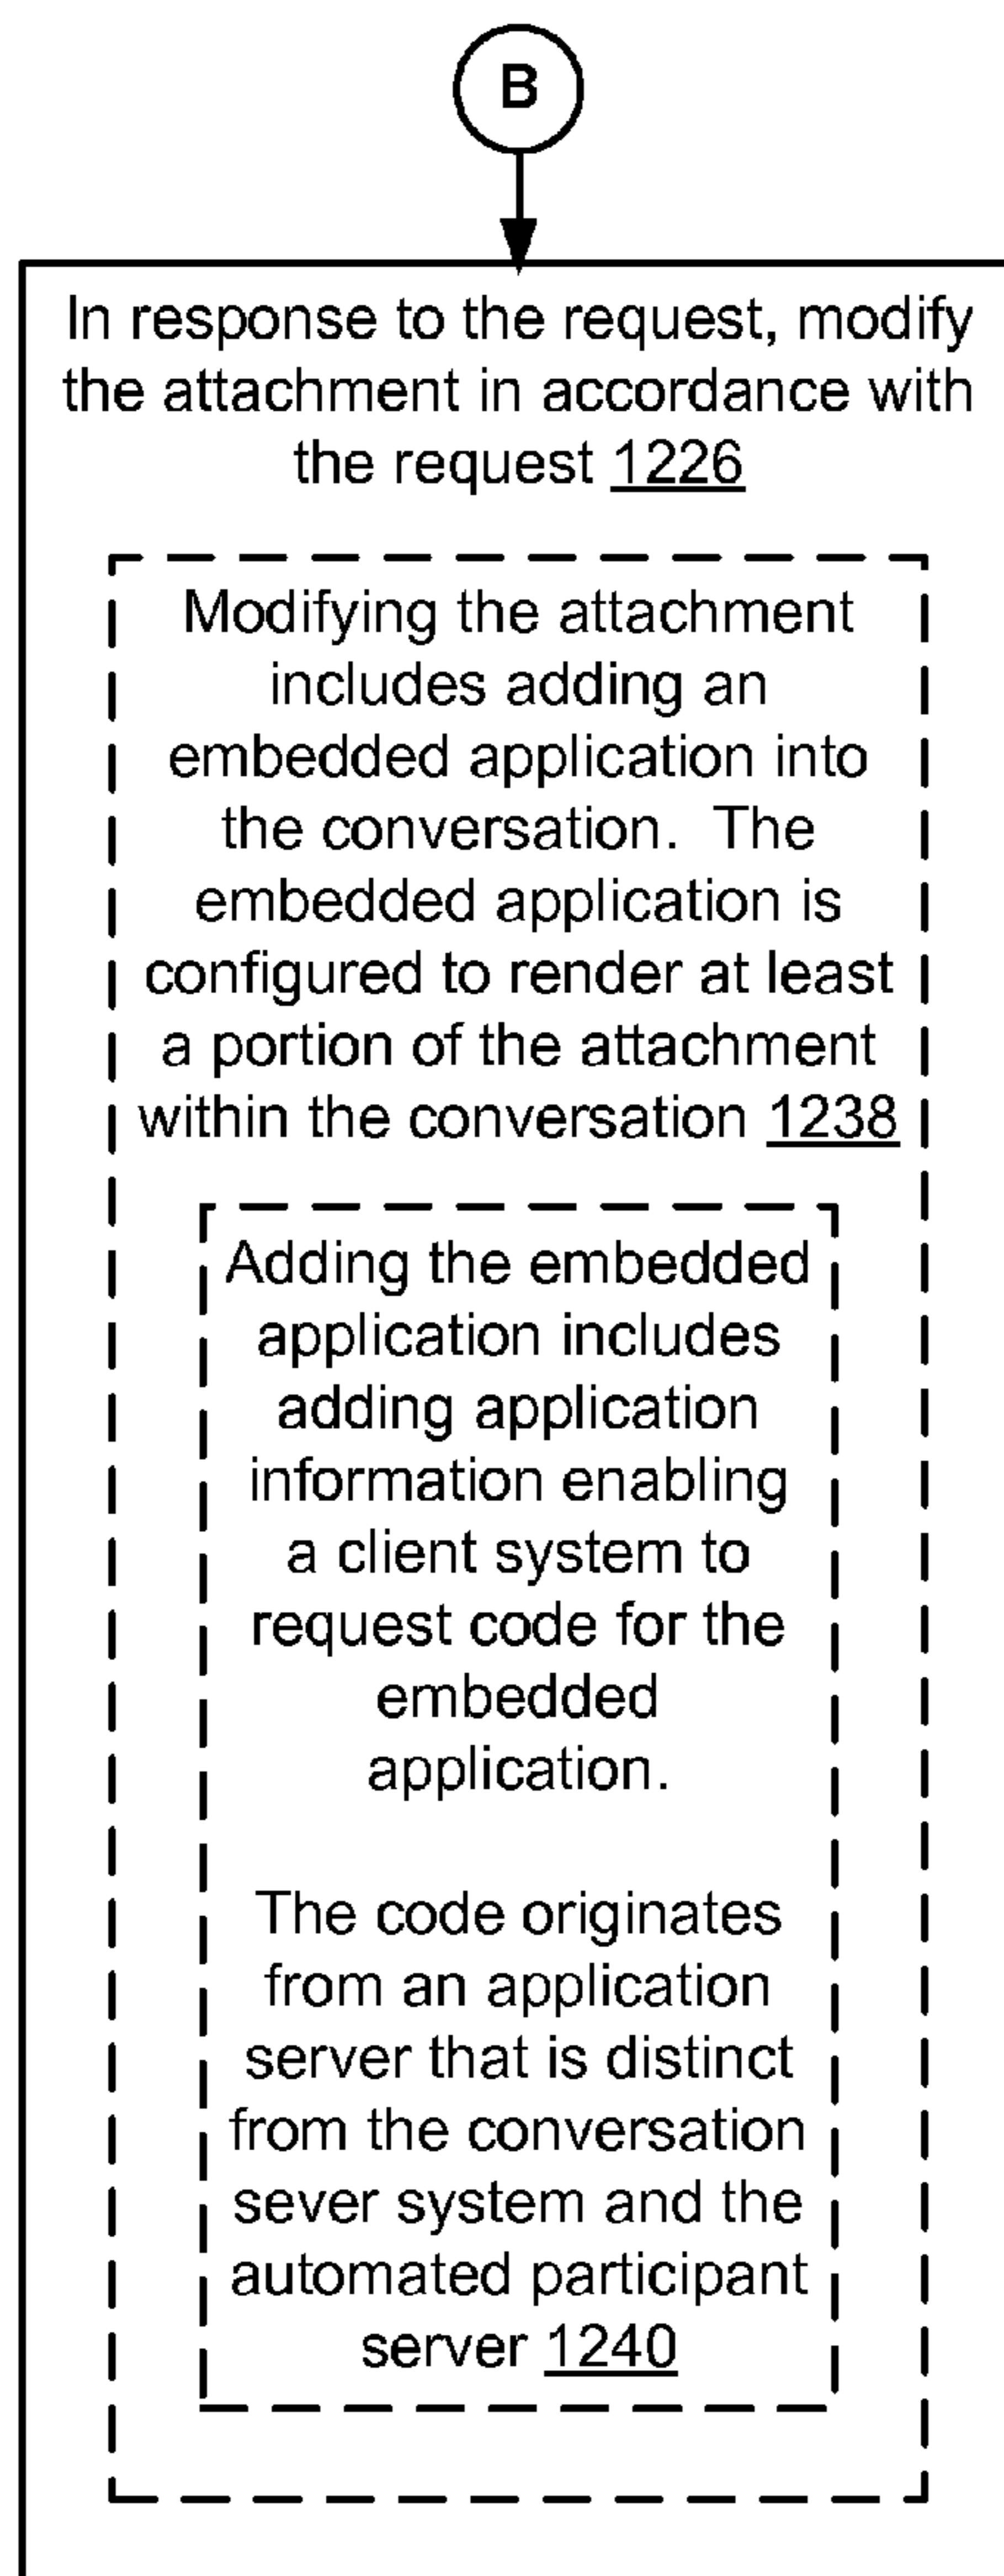 B
In response to the request, modify
the attachment in accordance with
the request 1226
Modifying the attachment
includes adding an
embedded application into
the conversation.  The
embedded application is
configured to render at least
a portion of the attachment
within the conversation 1238
Adding the embedded
application includes
adding application
information enabling
a client system to
request code for the
embedded
application.
The code originates
from an application
server that is distinct
from the conversation
sever system and the
automated participant
server 1240